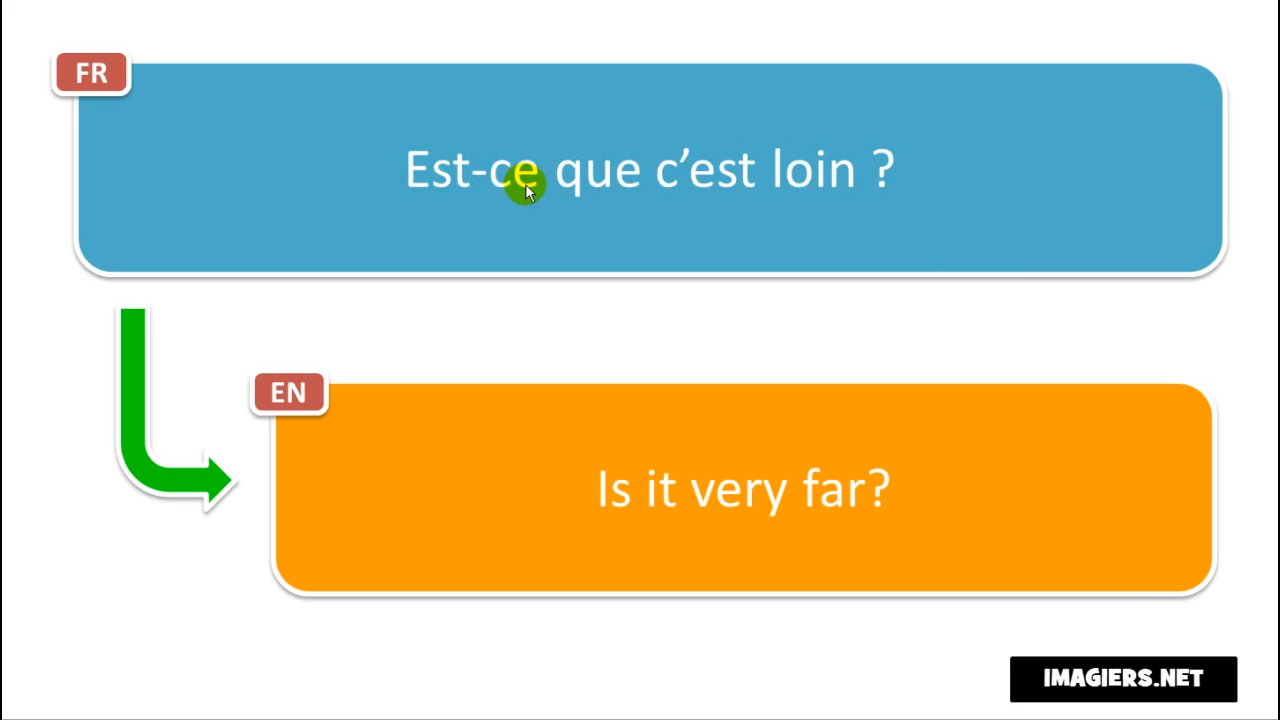 FR
Est-ce que c’est loin ?
EN
Is it very far?
IMAGIERS.NET